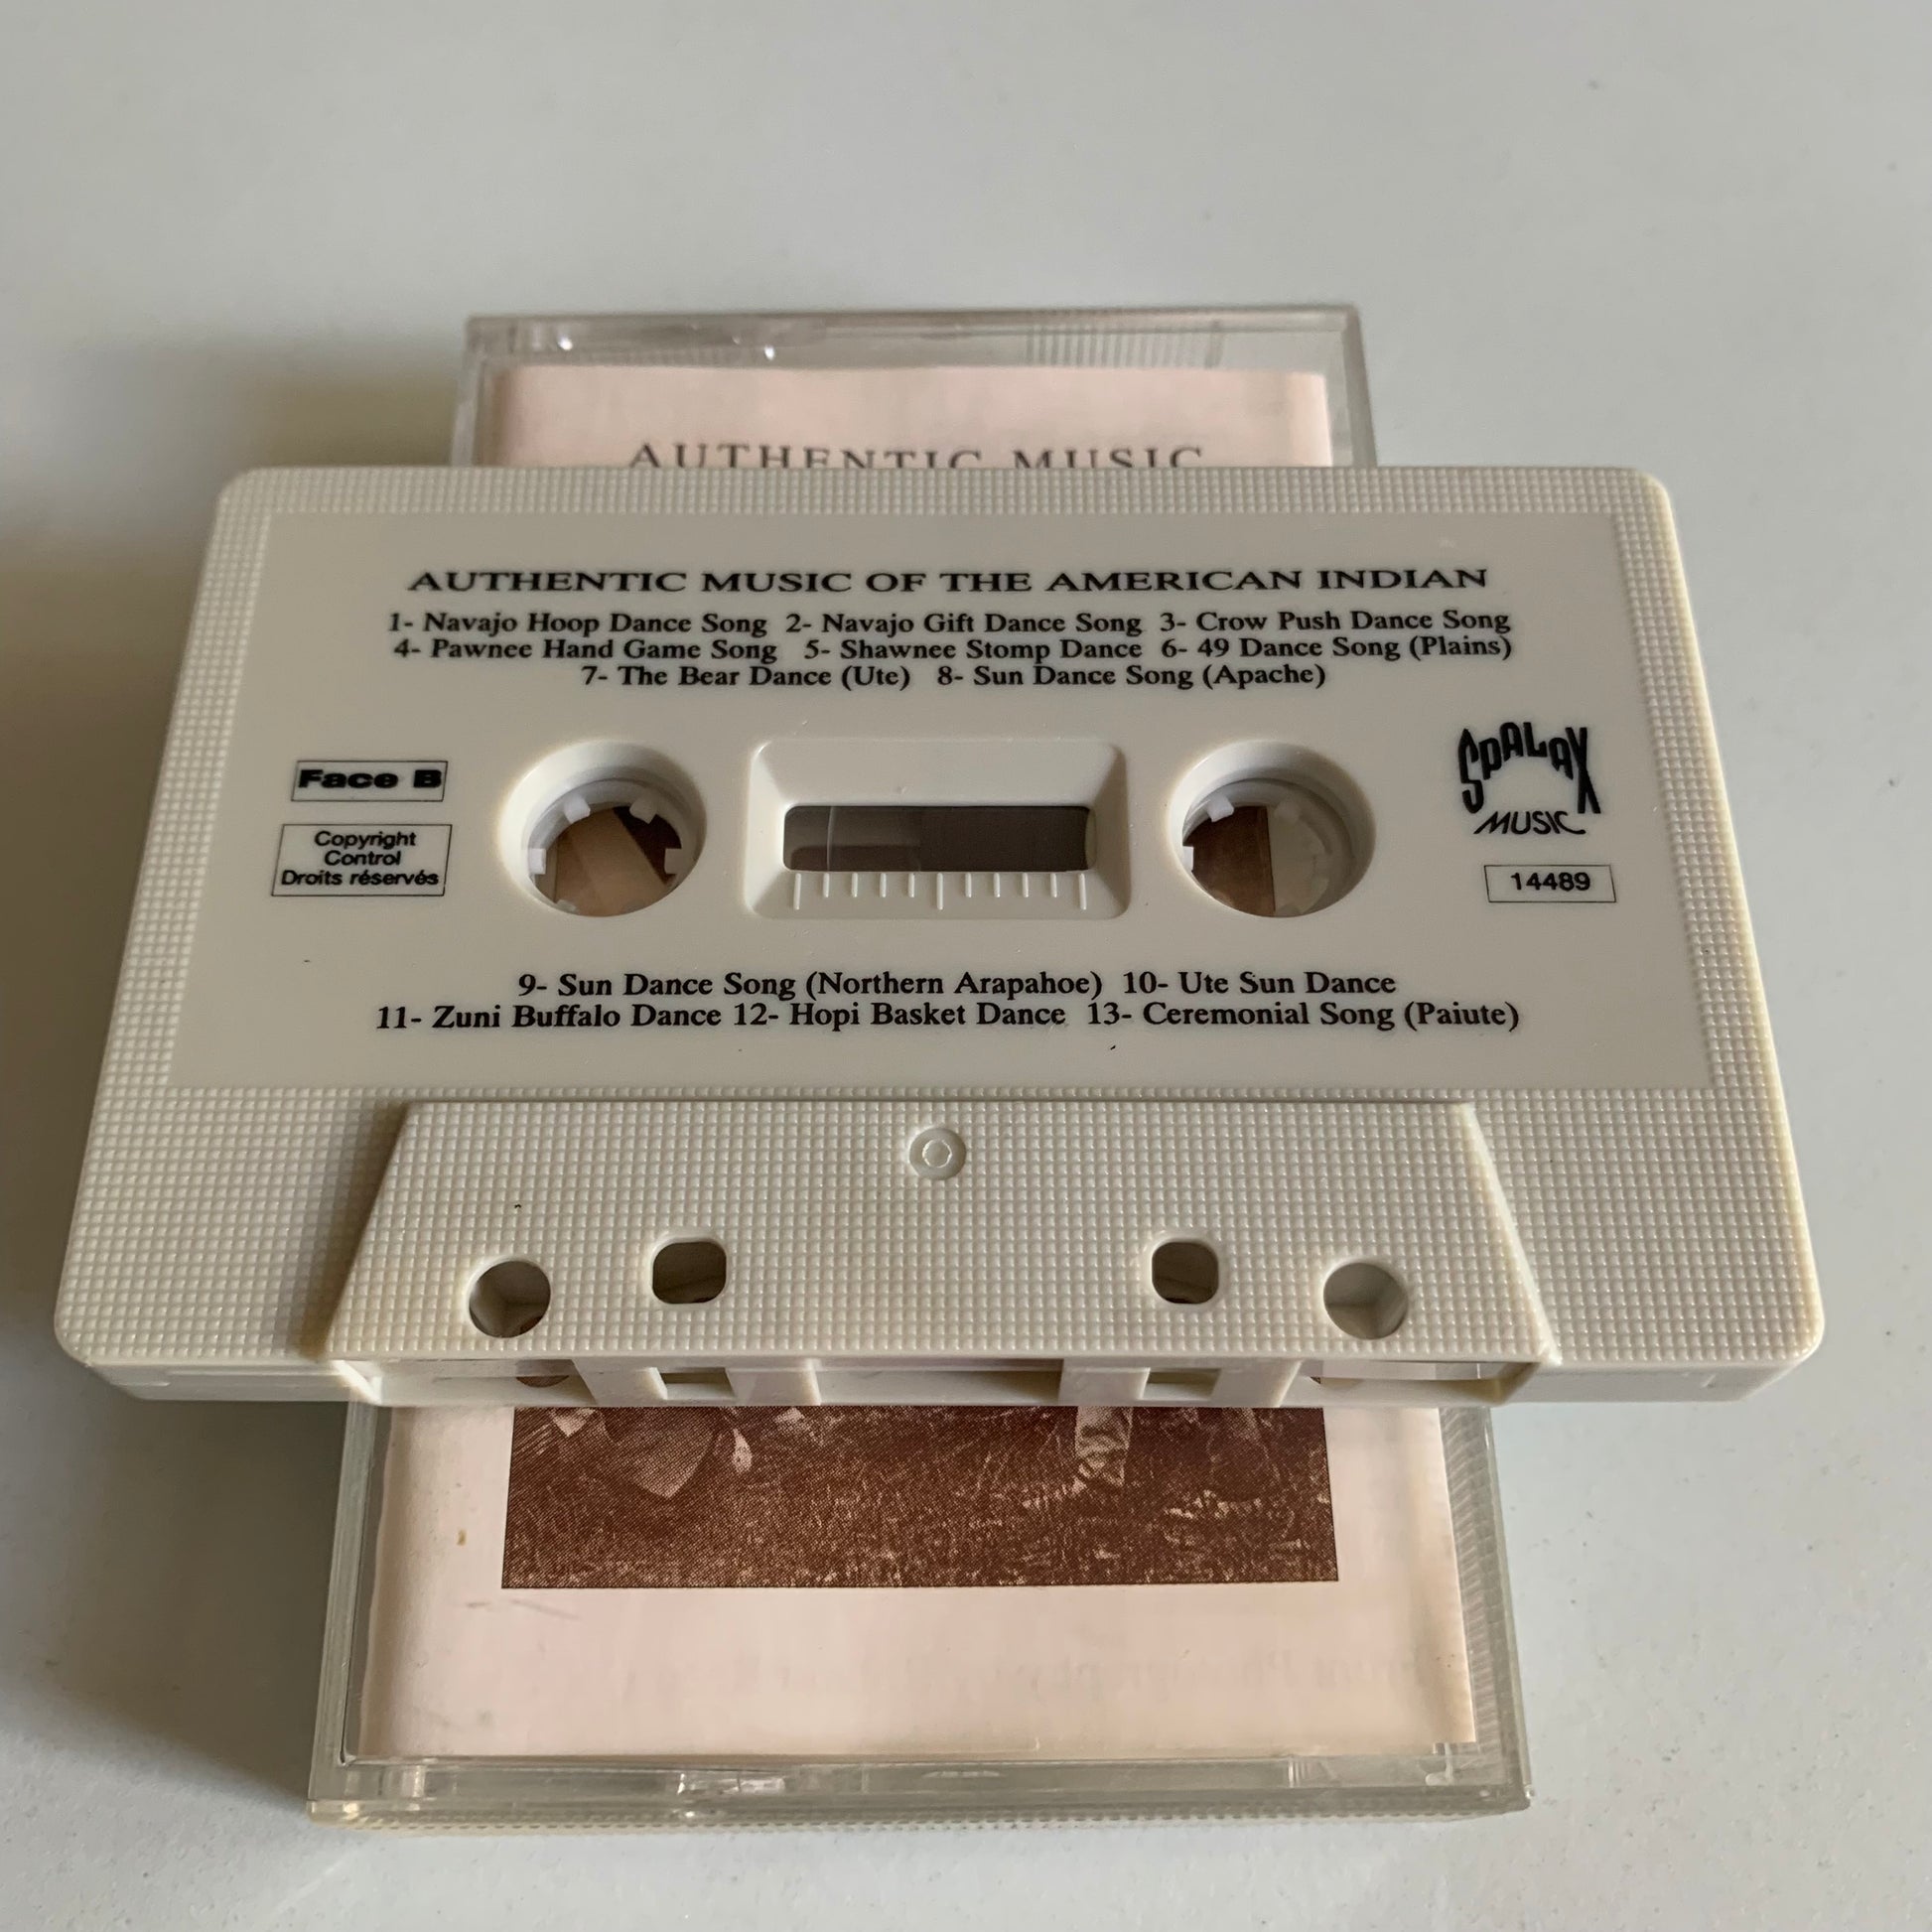 AUTHENTIC MUSIC
AUTHENTIC MUSIC OF THE AMERICAN INDIAN
1- Navajo Hoop Dance Song 2- Navajo Gift Dance Song 3- Crow Push Dance Song
4- Pawnee Hand Game Song 5- Shawnee Stomp Dance 6- 49 Dance Song (Plains)
7- The Bear Dance (Ute) 8- Sun Dance Song (Apache)
Face B
Copyright
Control
Droits réservés
SPALAX
MUSIC
14489
9- Sun Dance Song (Northern Arapahoe) 10- Ute Sun Dance
11- Zuni Buffalo Dance 12- Hopi Basket Dance 13- Ceremonial Song (Paiute)